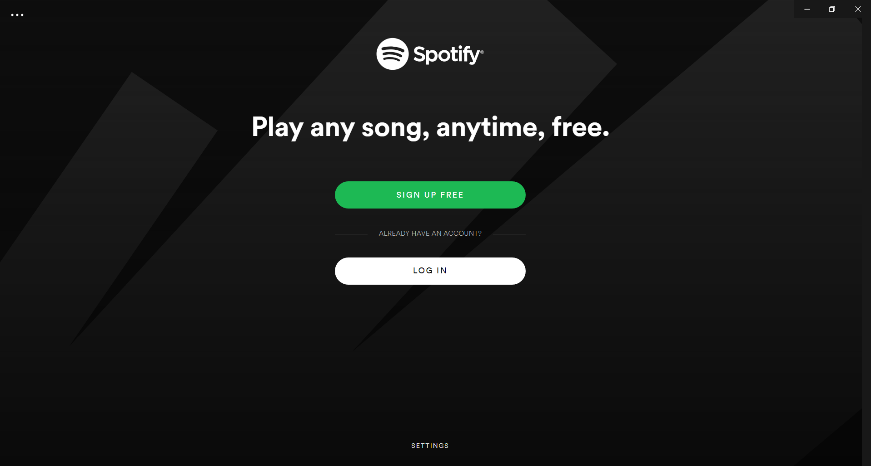 Spotify®
Play any song, anytime, free.
SIGN UP FREE
ALREADY HAVE AN ACCOUNT?
LOG IN
SETTINGS